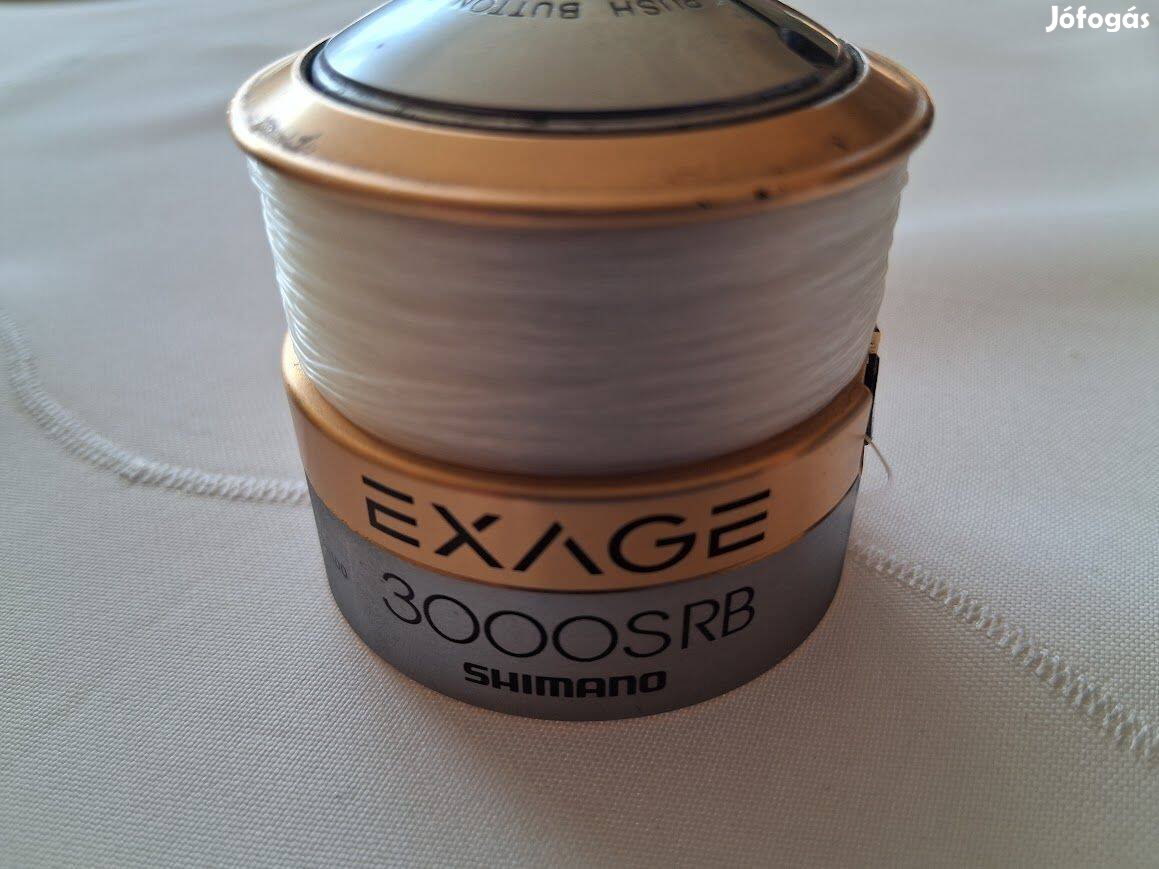 Jófogás
PUSH BUTTON
EXAGE
3000SRB
SHIMANO